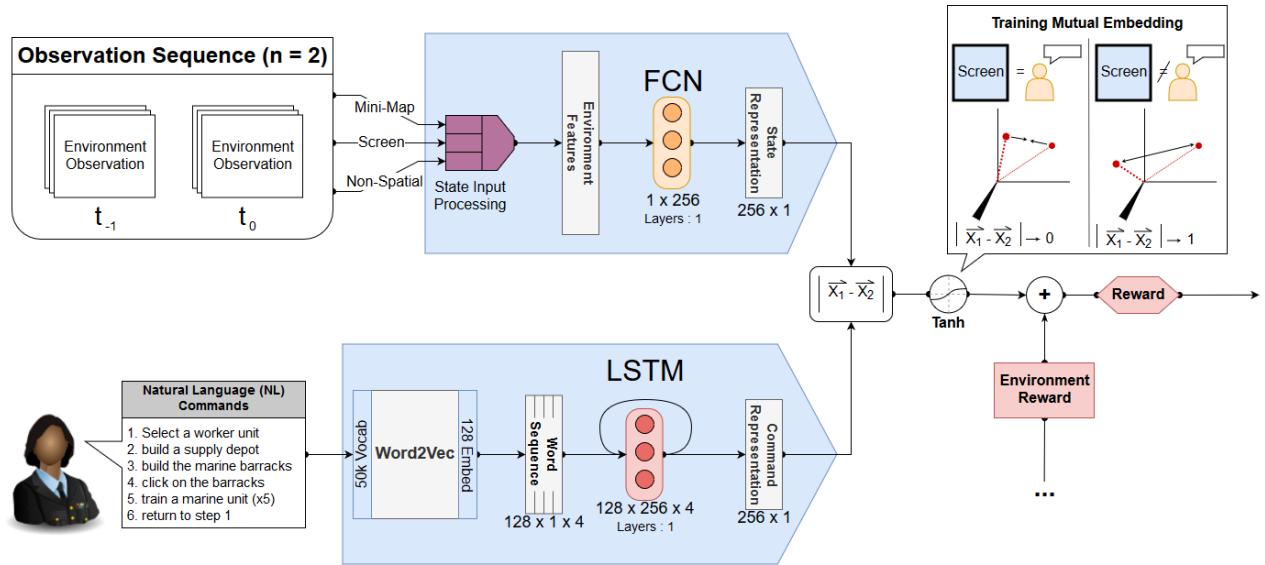 Observation Sequence (n = 2)
Environment
Observation
t-1
Environment
Observation
t0
Mini-Map
Screen
Non-Spatial
State Input
Processing
Environment
Features
FCN
1 x 256
Layers : 1
State
Representation
256 x 1
Training Mutual Embedding
Screen
=
Screen
≠
| X1 - X2 | → 0
| X1 - X2 | → 1
| X1 - X2 |
Tanh
+
Reward
Environment
Reward
...
Natural Language (NL)
Commands
1. Select a worker unit
2. build a supply depot
3. build the marine barracks
4. click on the barracks
5. train a marine unit (x5)
6. return to step 1
50k Vocab
Word2Vec
128 Embed
Word
Sequence
128 x 1 x 4
LSTM
128 x 256 x 4
Layers : 1
Command
Representation
256 x 1